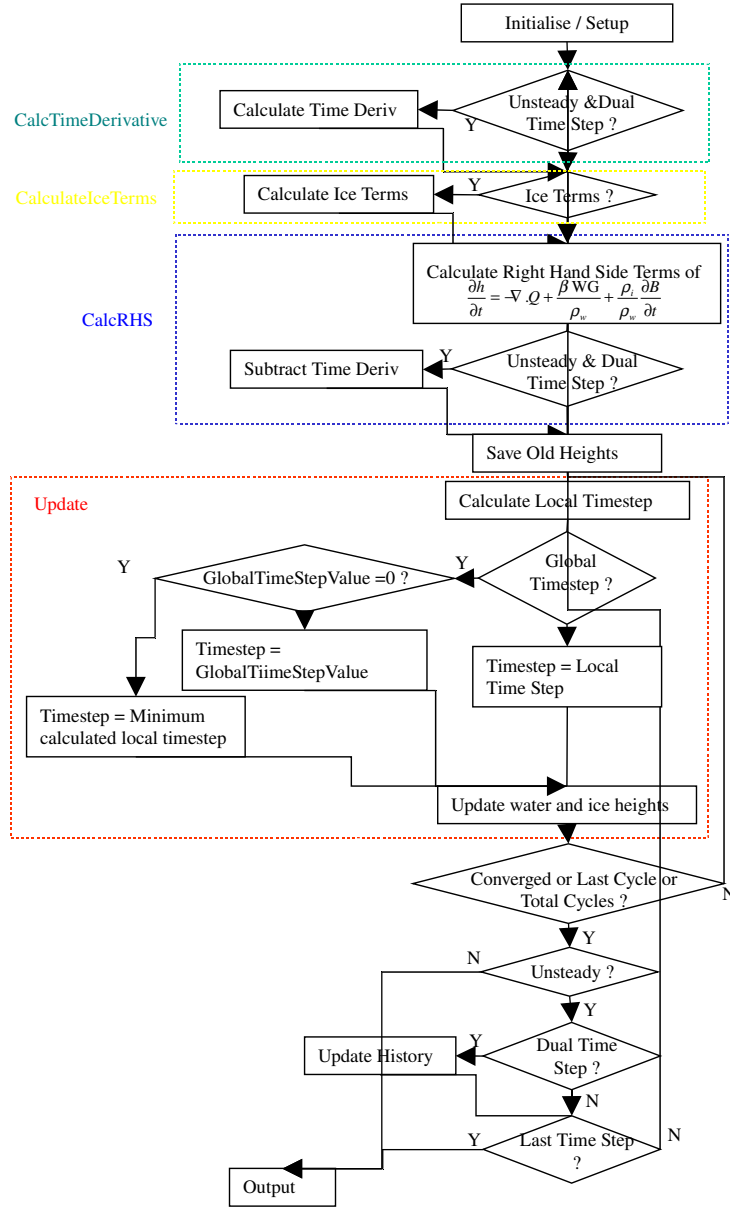 Initialise / Setup
CalcTimeDerivative
Calculate Time Deriv
Y
Unsteady &Dual
Time Step ?
CalculateIceTerms
Calculate Ice Terms
Y
Ice Terms ?
CalcRHS
Calculate Right Hand Side Terms of
∂h/∂t = -∇.Q + β WG/ρw + ρi/ρw ∂B/∂t
Subtract Time Deriv
Y
Unsteady & Dual
Time Step ?
Save Old Heights
Update
Calculate Local Timestep
Y
GlobalTimeStepValue =0 ?
Y
Global
Timestep ?
Timestep =
GlobalTiimeStepValue
Timestep = Local
Time Step
Timestep = Minimum
calculated local timestep
Update water and ice heights
Converged or Last Cycle or
Total Cycles ?
N
Y
N
Unsteady ?
Y
Update History
Y
Dual Time
Step ?
N
Y
Last Time Step
?
N
Output